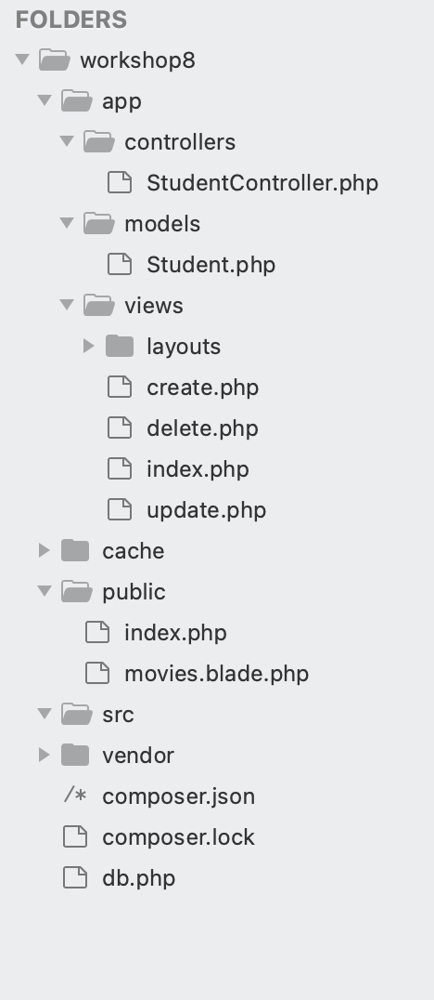 FOLDERS
workshop8
app
controllers
StudentController.php
models
Student.php
views
layouts
create.php
delete.php
index.php
update.php
cache
public
index.php
movies.blade.php
src
vendor
/* composer.json
composer.lock
db.php